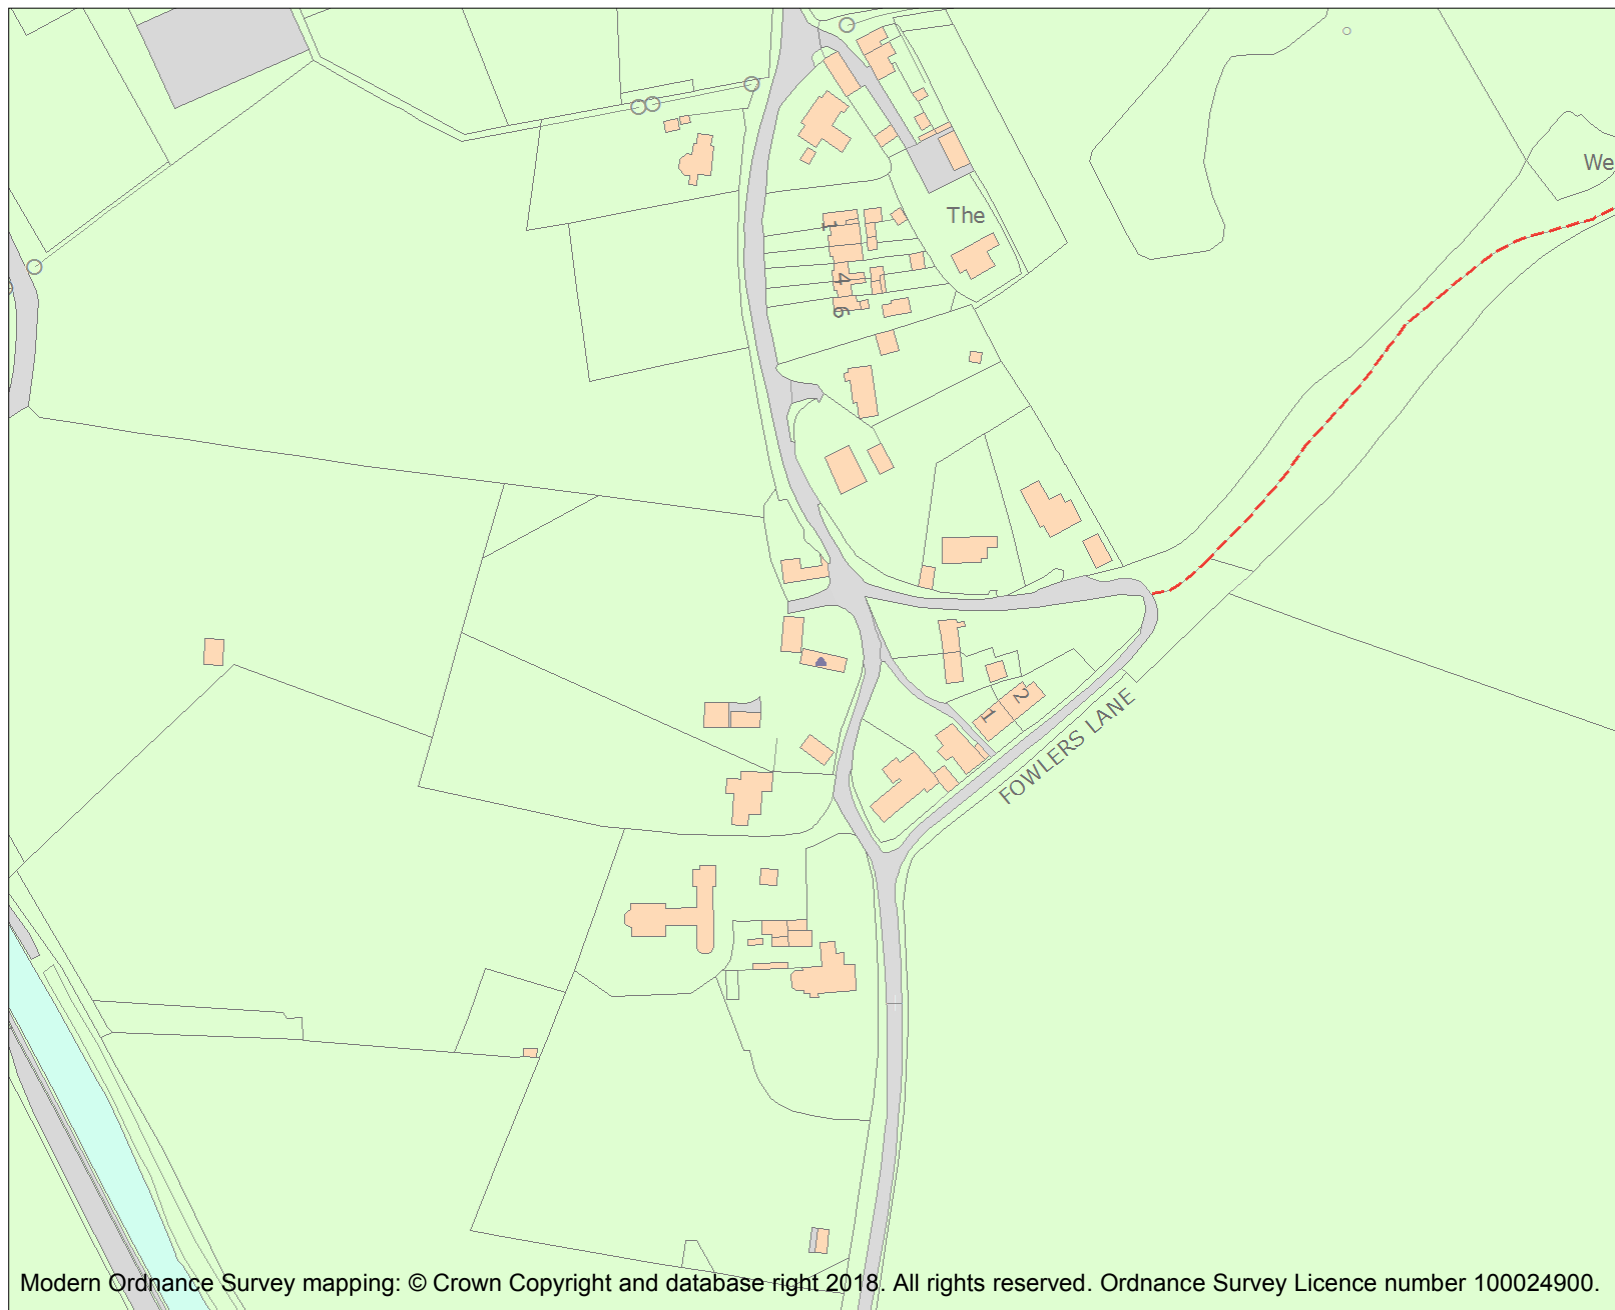 We
The
1
4
6
2
1
FOWLERS LANE
Modern Ordnance Survey mapping: © Crown Copyright and database right 2018. All rights reserved. Ordnance Survey Licence number 100024900.